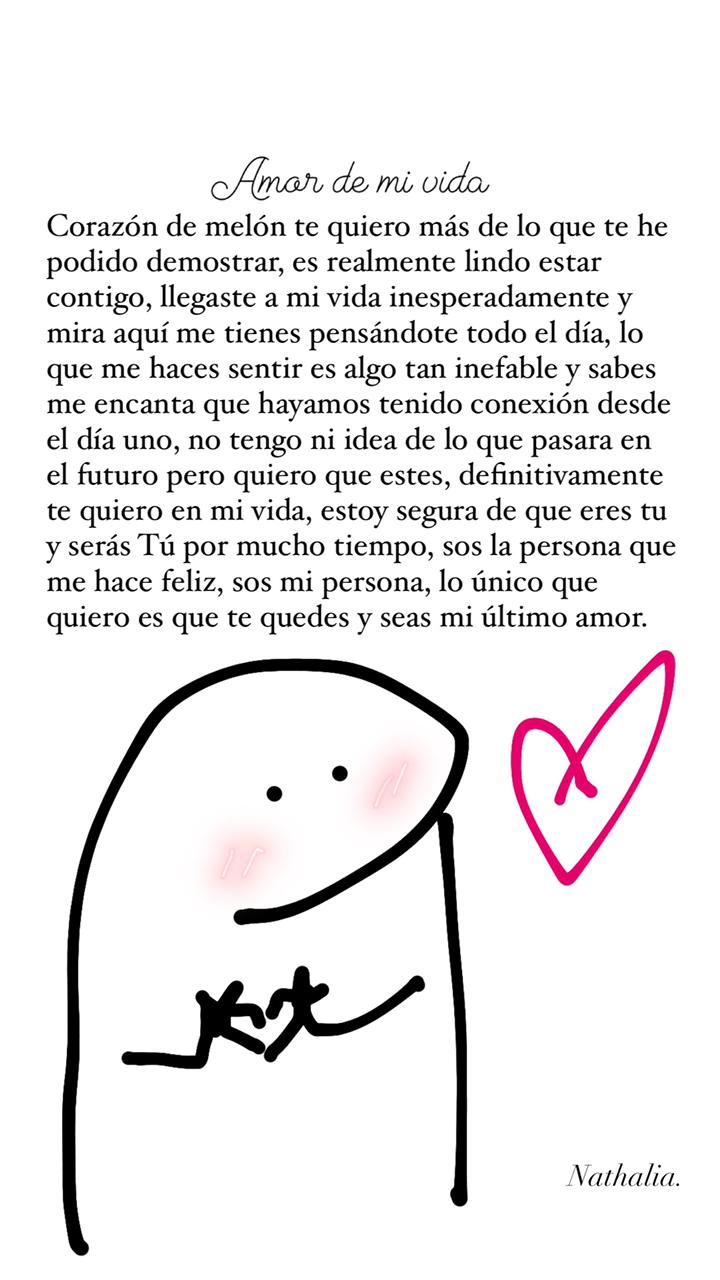 Amor de mi vida
Corazón de melón te quiero más de lo que te he
podido demostrar, es realmente lindo estar
contigo, llegaste a mi vida inesperadamente y
mira aquí me tienes pensándote todo el día, lo
que me haces sentir es algo tan inefable y sabes
me encanta que hayamos tenido conexión desde
el día uno, no tengo ni idea de lo que pasara en
el futuro pero quiero que estes, definitivamente
te quiero en mi vida, estoy segura de que eres tu
y serás Tú por mucho tiempo, sos la persona que
me hace feliz, sos mi persona, lo único que
quiero es que te quedes y seas mi último amor.
Nathalia.